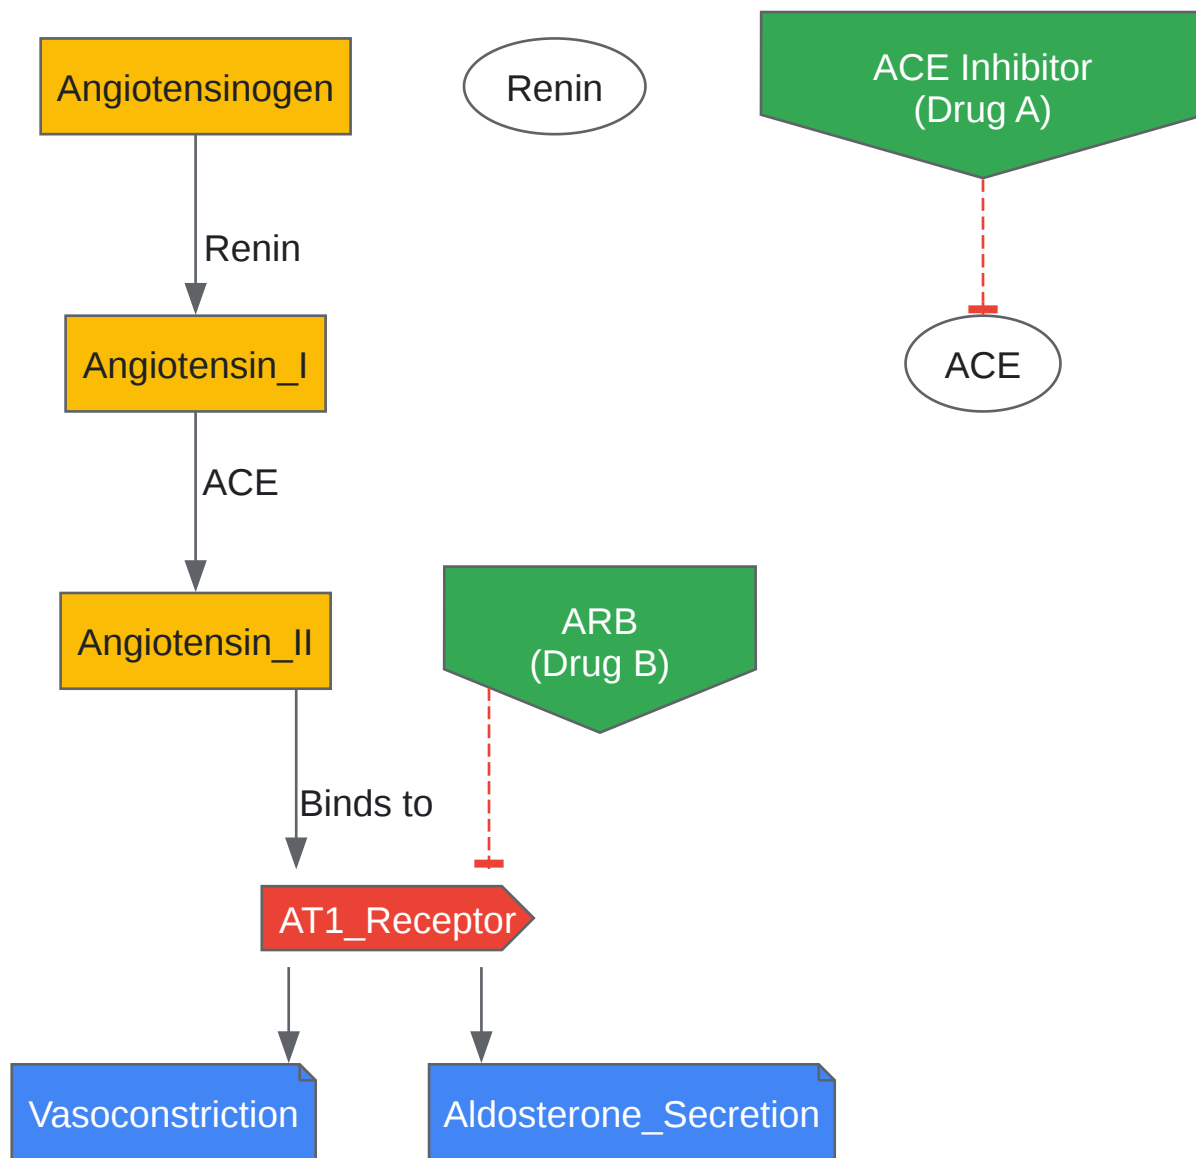 Angiotensinogen
Renin
ACE Inhibitor
(Drug A)
Renin
Angiotensin_I
ACE
ACE
Angiotensin_II
ARB
(Drug B)
Binds to
AT1_Receptor
Vasoconstriction
Aldosterone_Secretion